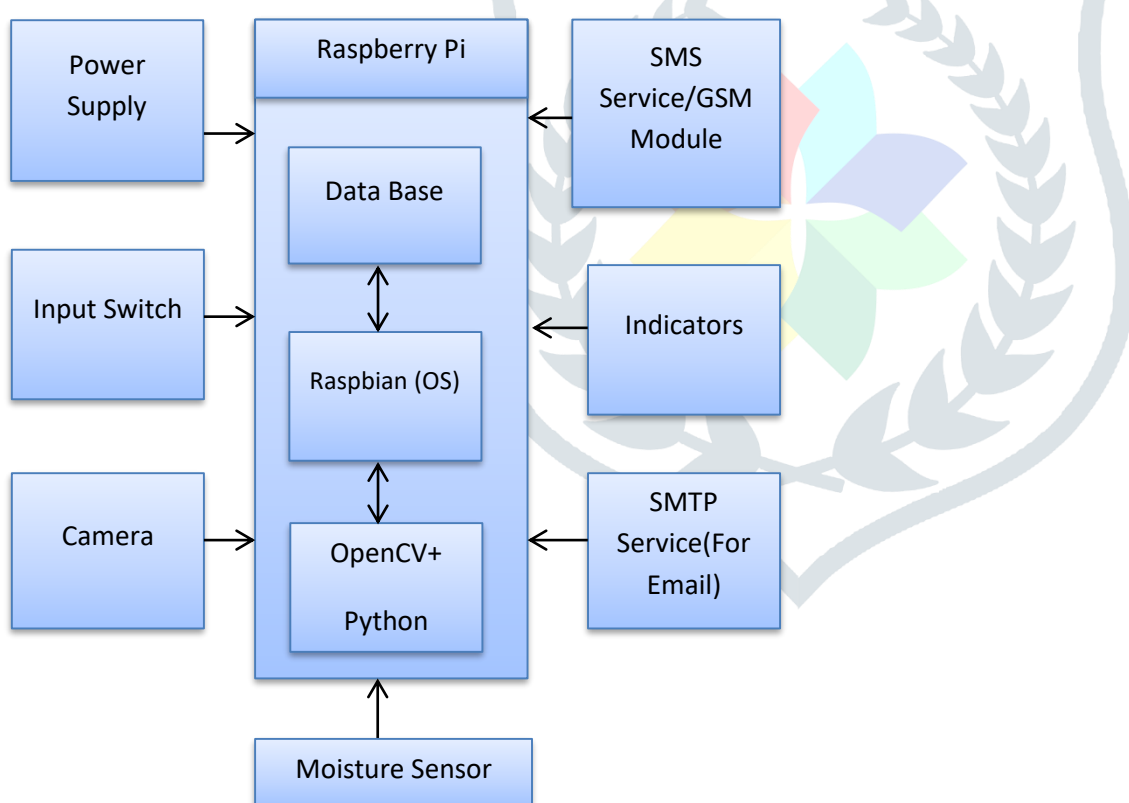 Power
Supply
Raspberry Pi
SMS
Service/GSM
Module
Data Base
Input Switch
Indicators
Raspbian (OS)
Camera
OpenCV+
Python
SMTP
Service(For
Email)
Moisture Sensor